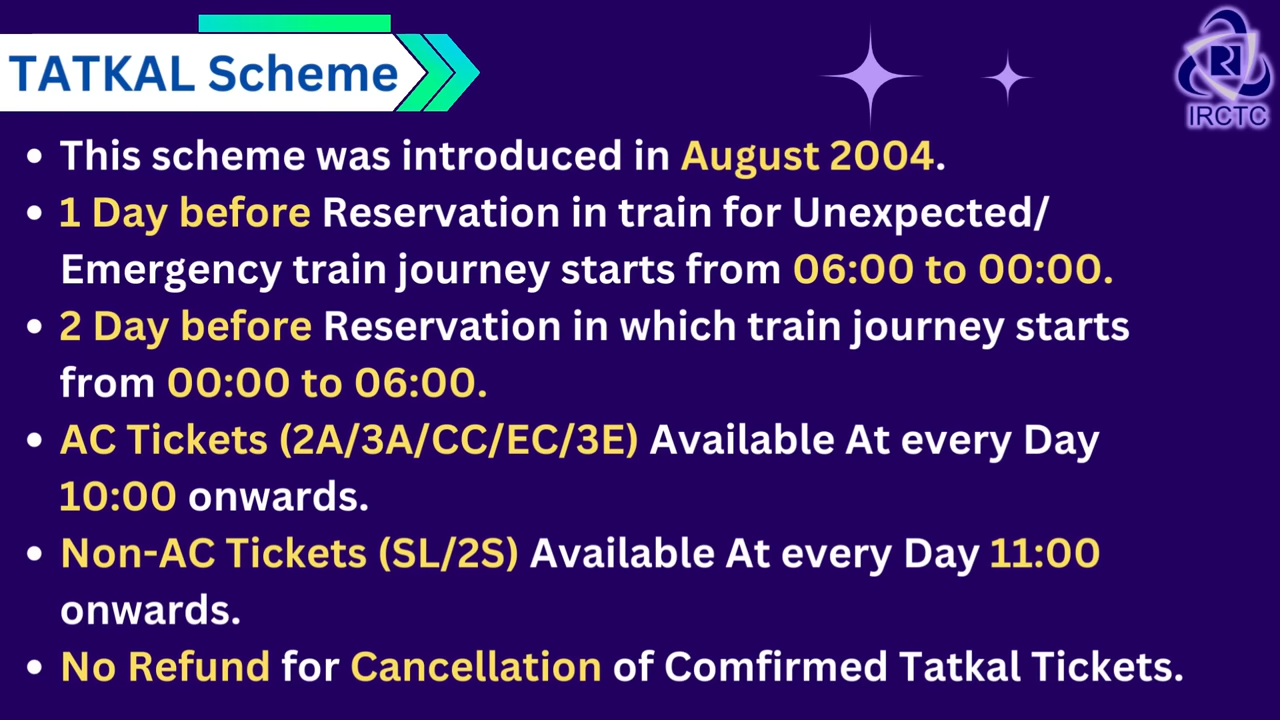 TATKAL Scheme
IRCTC
• This scheme was introduced in August 2004.
• 1 Day before Reservation in train for Unexpected/
Emergency train journey starts from 06:00 to 00:00.
• 2 Day before Reservation in which train journey starts
from 00:00 to 06:00.
• AC Tickets (2A/3A/CC/EC/3E) Available At every Day
10:00 onwards.
• Non-AC Tickets (SL/2S) Available At every Day 11:00
onwards.
• No Refund for Cancellation of Comfirmed Tatkal Tickets.